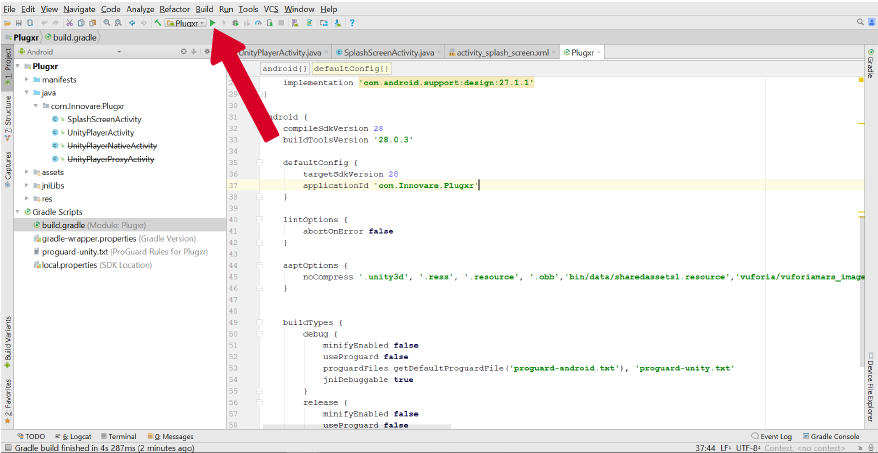 File Edit View Navigate Code Analyze Refactor Build Run Tools VCS Window Help
Plugxr
Plugxr build.gradle
Android
UnityPlayerActivity.java SplashScreenActivity.java activity_splash_screen.xml Plugxr
1: Project
7: Structure
Captures
Build Variants
2: Favorites
Plugxr
manifests
java
com.Innovare.Plugxr
SplashScreenActivity
UnityPlayerActivity
UnityPlayerNativeActivity
UnityPlayerProxyActivity
assets
jniLibs
res
Gradle Scripts
build.gradle (Module: Plugxr)
gradle-wrapper.properties (Gradle Version)
proguard-unity.txt (ProGuard Rules for Plugxr)
local.properties (SDK Location)
android{} defaultConfig{}
28 implementation 'com.android.support:design:27.1.1'
29 }
30
31 android {
32 compileSdkVersion 28
33 buildToolsVersion '28.0.3'
34
35 defaultConfig {
36 targetSdkVersion 28
37 applicationId 'com.Innovare.Plugxr'
38 }
39
40 lintOptions {
41 abortOnError false
42 }
43
44 aaptOptions {
45 noCompress '.unity3d', '.ress', '.resource', '.obb','bin/data/sharedassets1.resource','vuforia/vuforiamars_image
46 }
47
48
49 buildTypes {
50 debug {
51 minifyEnabled false
52 useProguard false
53 proguardFiles getDefaultProguardFile('proguard-android.txt'), 'proguard-unity.txt'
54 jniDebuggable true
55 }
56 release {
57 minifyEnabled false
58 useProguard false
Gradle
Device File Explorer
TODO 6: Logcat Terminal 0: Messages Event Log Gradle Console
Gradle build finished in 4s 287ms (2 minutes ago) 37:44 LF UTF-8 Context: <no context>